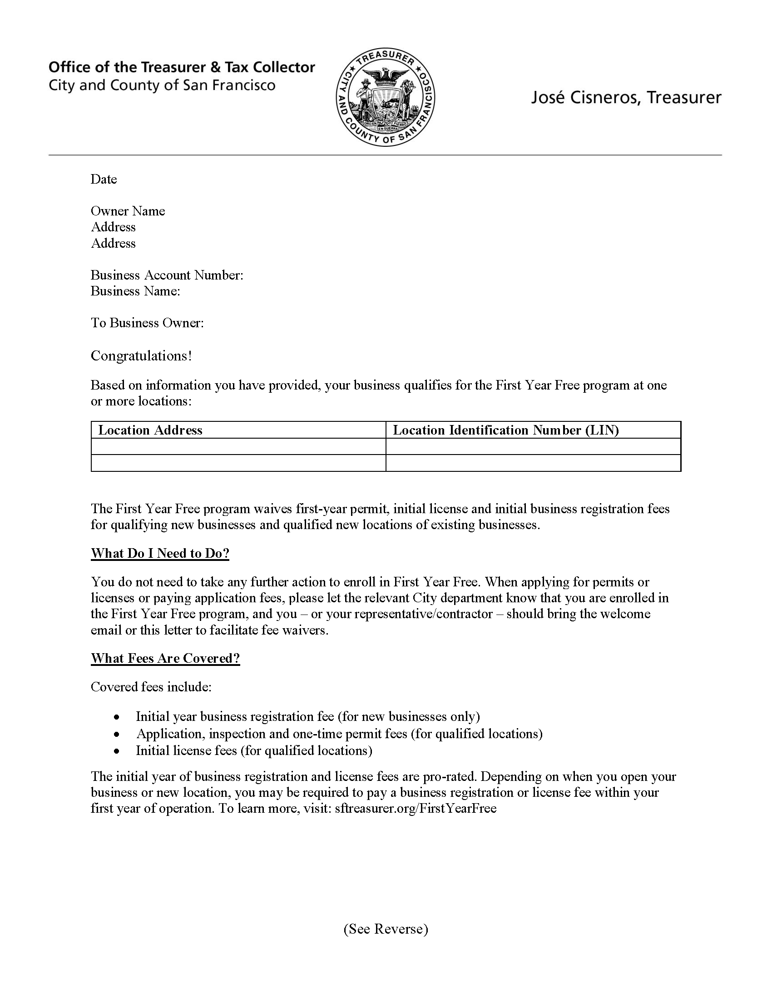 Office of the Treasurer & Tax Collector
City and County of San Francisco
★ TREASURER ★
CITY AND COUNTY OF SAN FRANCISCO
ORO EN PAZ
FIERRO
EN GUERRA
José Cisneros, Treasurer
Date
Owner Name
Address
Address
Business Account Number:
Business Name:
To Business Owner:
Congratulations!
Based on information you have provided, your business qualifies for the First Year Free program at one
or more locations:
Location Address
Location Identification Number (LIN)
The First Year Free program waives first-year permit, initial license and initial business registration fees
for qualifying new businesses and qualified new locations of existing businesses.
What Do I Need to Do?
You do not need to take any further action to enroll in First Year Free. When applying for permits or
licenses or paying application fees, please let the relevant City department know that you are enrolled in
the First Year Free program, and you – or your representative/contractor – should bring the welcome
email or this letter to facilitate fee waivers.
What Fees Are Covered?
Covered fees include:
• Initial year business registration fee (for new businesses only)
• Application, inspection and one-time permit fees (for qualified locations)
• Initial license fees (for qualified locations)
The initial year of business registration and license fees are pro-rated. Depending on when you open your
business or new location, you may be required to pay a business registration or license fee within your
first year of operation. To learn more, visit: sftreasurer.org/FirstYearFree
(See Reverse)